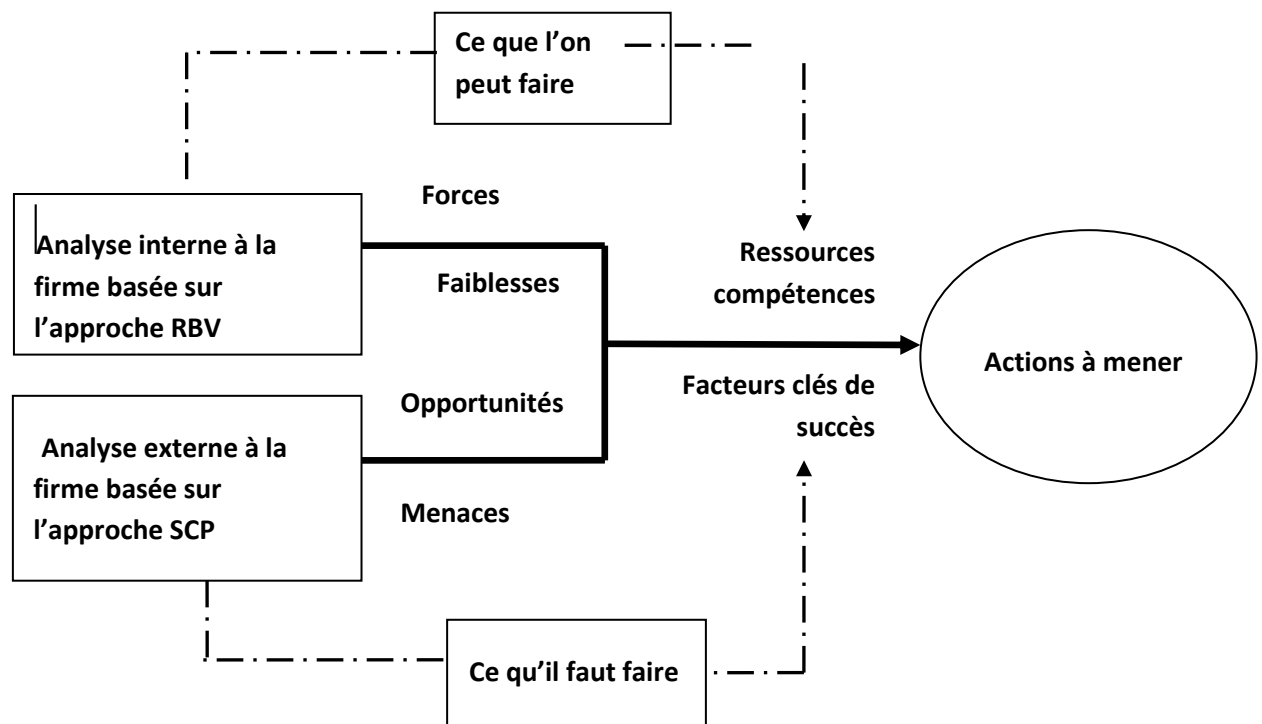 Ce que l’on
peut faire
Forces
Analyse interne à la
firme basée sur
l’approche RBV
Faiblesses
Ressources
compétences
Actions à mener
Opportunités
Facteurs clés de
succès
Analyse externe à la
firme basée sur
l’approche SCP
Menaces
Ce qu’il faut faire